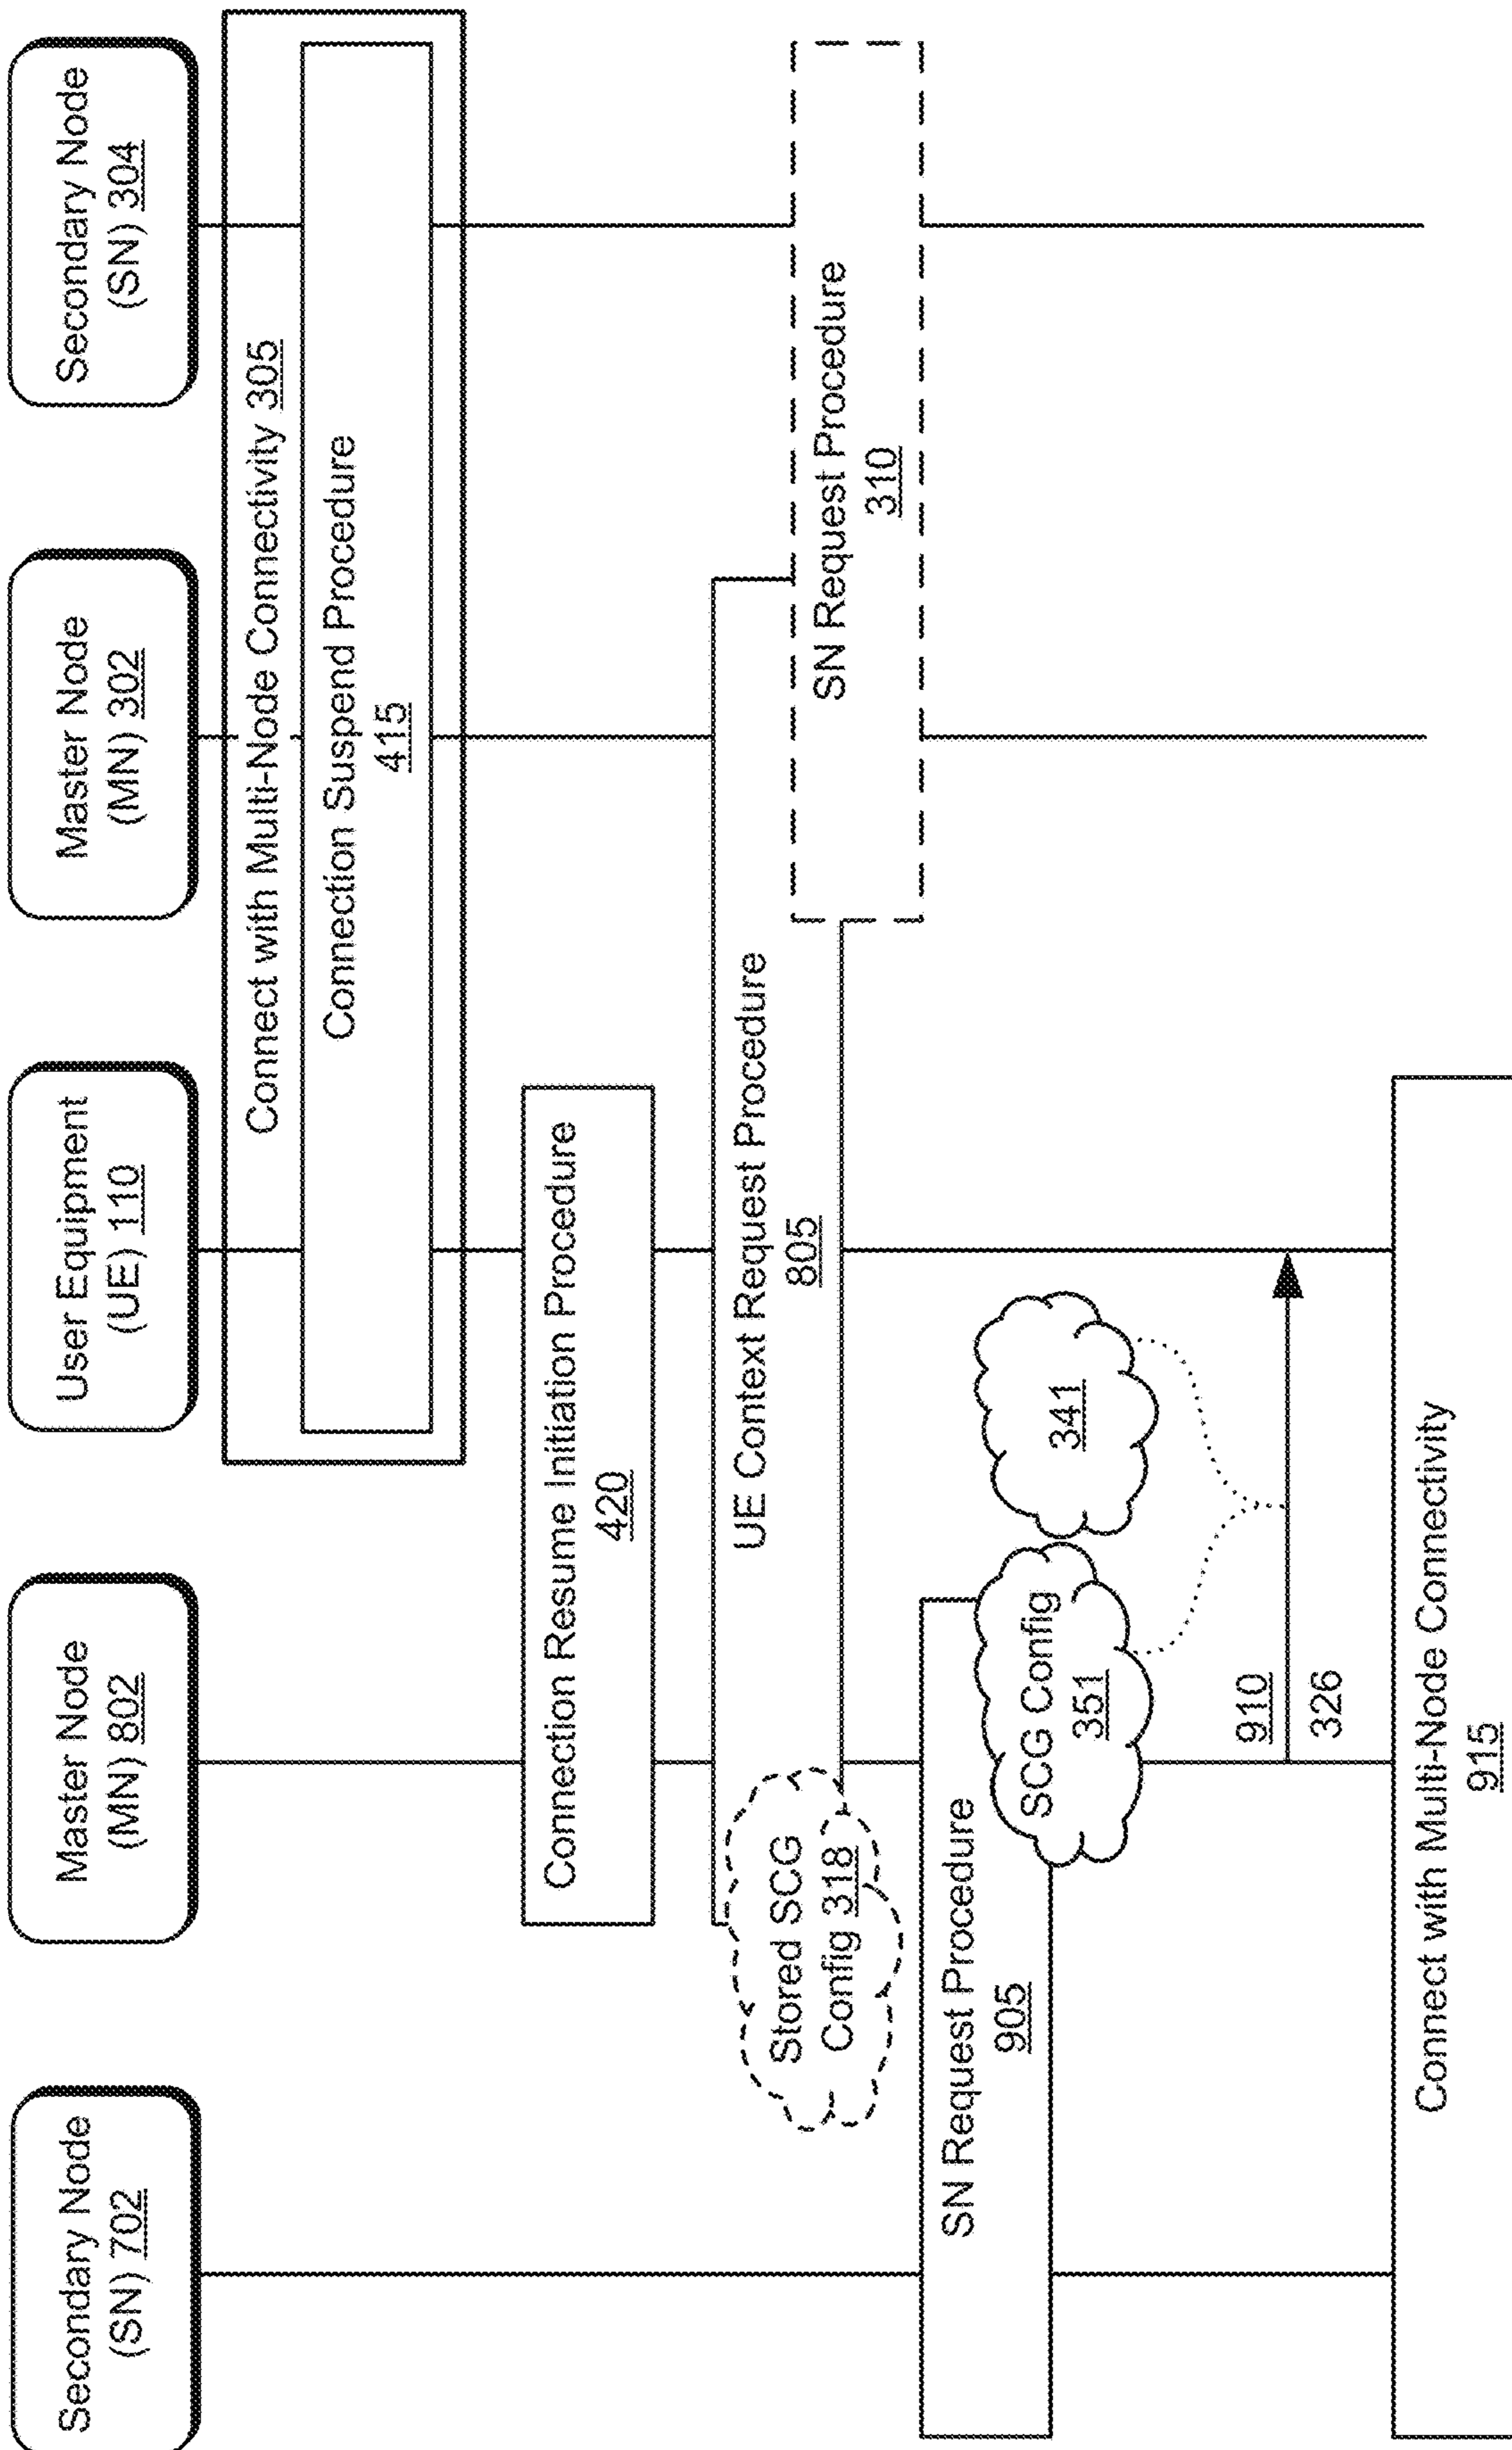 Secondary Node
(SN) 702
Master Node
(MN) 802
User Equipment
(UE) 110
Master Node
(MN) 302
Secondary Node
(SN) 304
Connect with Multi-Node Connectivity 305
Connection Suspend Procedure
415
Connection Resume Initiation Procedure
420
UE Context Request Procedure
805
Stored SCG
Config 318
SN Request Procedure
310
SN Request Procedure
905
SCG Config
351
341
910
326
Connect with Multi-Node Connectivity
915